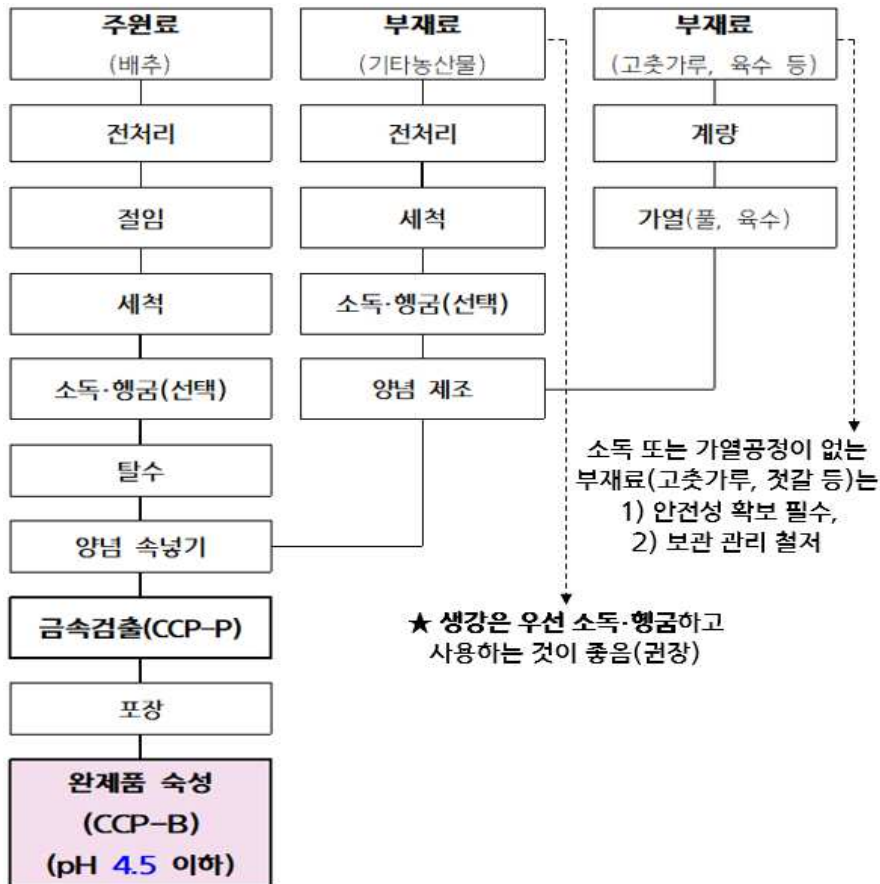 주원료
(배추)
전처리
절임
세척
소독·헹굼(선택)
탈수
양념 속넣기
금속검출(CCP-P)
포장
완제품 숙성
(CCP-B)
(pH 4.5 이하)
부재료
(기타농산물)
전처리
세척
소독·헹굼(선택)
양념 제조
부재료
(고춧가루, 육수 등)
계량
가열(풀, 육수)
소독 또는 가열공정이 없는
부재료(고춧가루, 젓갈 등)는
1) 안전성 확보 필수,
2) 보관 관리 철저
★ 생강은 우선 소독·헹굼하고
사용하는 것이 좋음(권장)